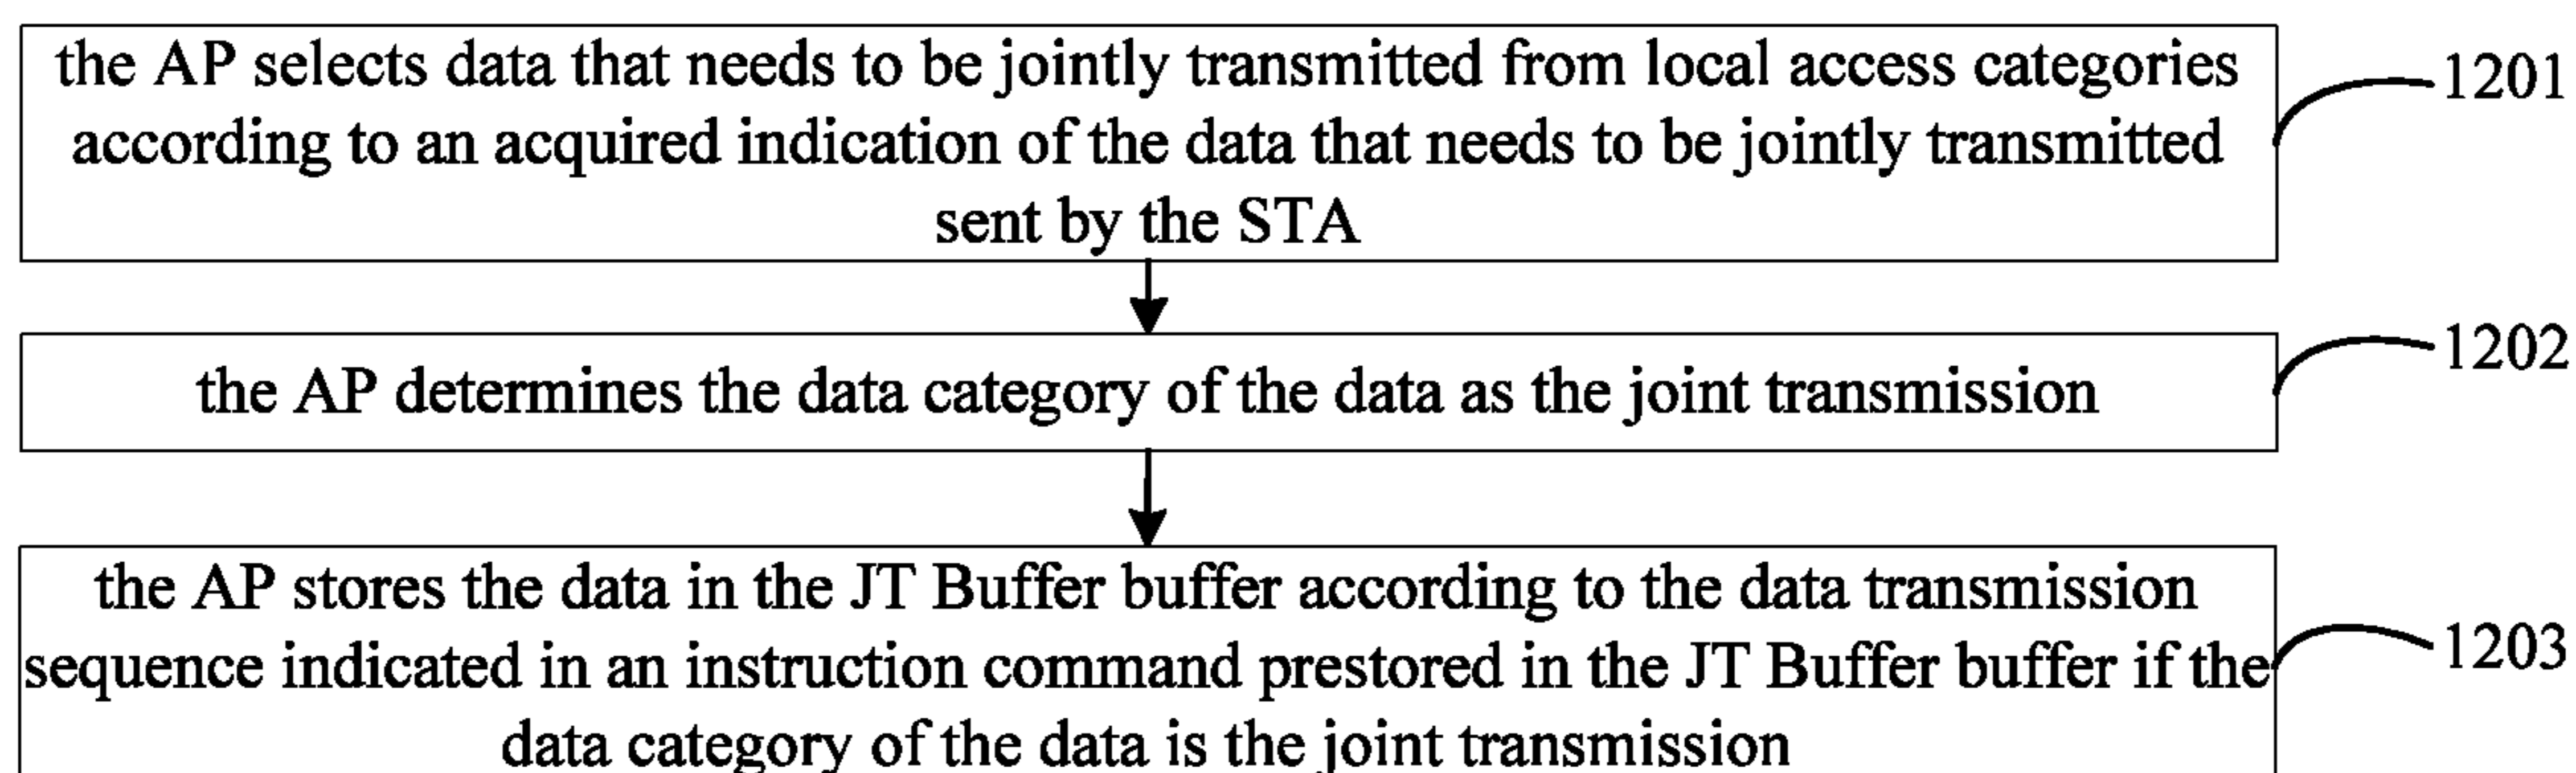 the AP selects data that needs to be jointly transmitted from local access categories
1201
according to an acquired indication of the data that needs to be jointly transmitted
sent by the STA
1202
the AP determines the data category of the data as the joint transmission
the AP stores the data in the JT Buffer buffer according to the data transmission
sequence indicated in an instruction command prestored in the JT Buffer buffer if the
1203
data category of the data is the joint transmission